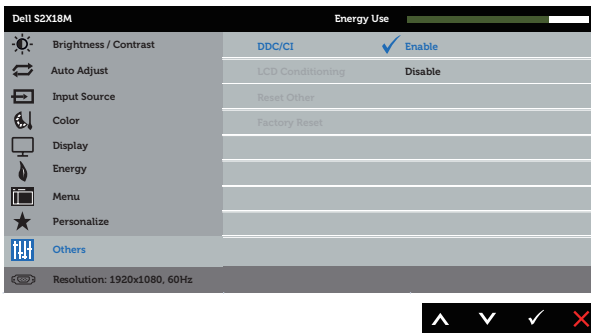 Dell S2X18M Energy Use
Brightness / Contrast DDC/CI Enable
Auto Adjust LCD Conditioning Disable
Input Source Reset Other
Color Factory Reset
Display
Energy
Menu
Personalize
Others
Resolution: 1920x1080, 60Hz